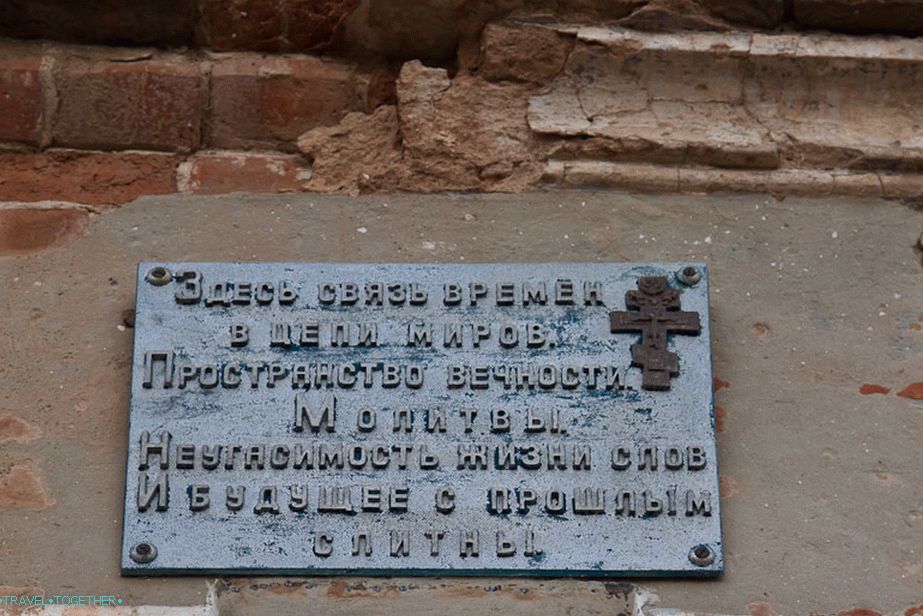 Здесь связь времён
в цепи миров.
Пространство вечности.
Молитвы.
Неугасимость жизни слов
И будущее с прошлым
слитны.
TRAVEL•TOGETHER